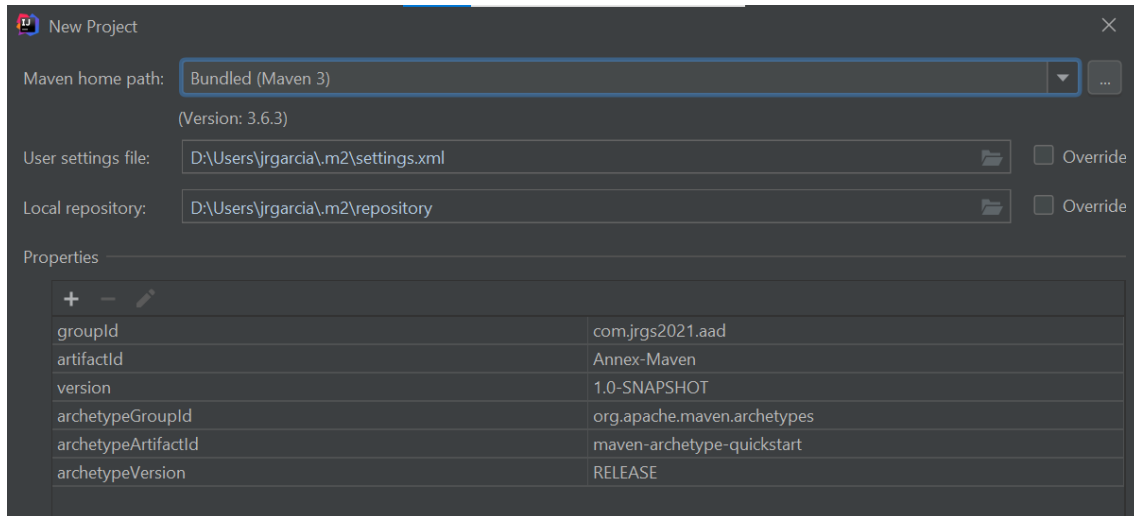 New Project
Maven home path: Bundled (Maven 3) ...
(Version: 3.6.3)
User settings file: D:\Users\jrgarcia\.m2\settings.xml Override
Local repository: D:\Users\jrgarcia\.m2\repository Override
Properties
groupId com.jrgs2021.aad
artifactId Annex-Maven
version 1.0-SNAPSHOT
archetypeGroupId org.apache.maven.archetypes
archetypeArtifactId maven-archetype-quickstart
archetypeVersion RELEASE